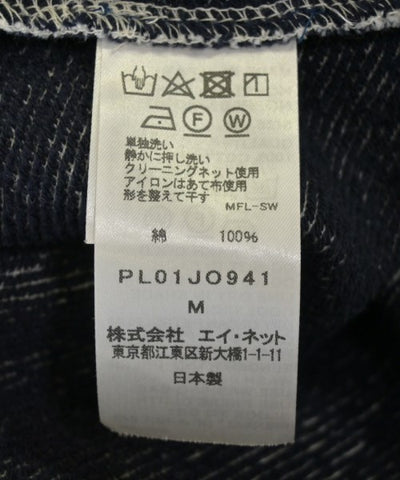 F W
単独洗い
静かに押し洗い
クリーニングネット使用
アイロンはあて布使用
形を整えて干す
MFL-SW
綿 100%
PL01JO941
M
株式会社 エイ・ネット
東京都江東区新大橋1-1-11
日本製